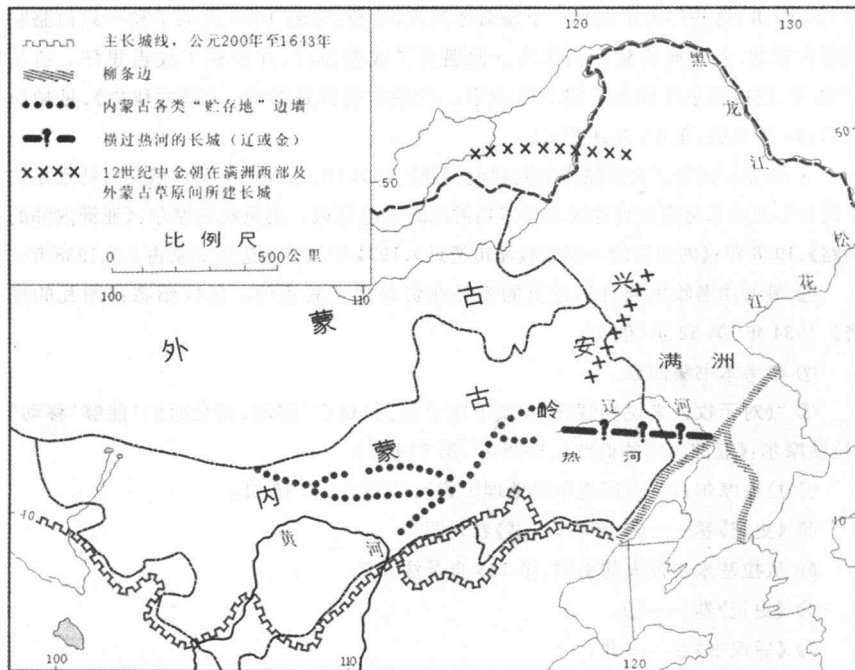 主长城线，公元200年至1643年
柳条边
内蒙古各类“贮存地”边墙
横过热河的长城（辽或金）
12世纪中金朝在满洲西部及
外蒙古草原间所建长城
比例尺
0 500公里
100
110
120
130
50°
50
黑
龙
江
松
花
江
外
蒙
古
兴
安
岭
满洲
辽河
热河
内
蒙
古
黄河
40
40°
100
110
120